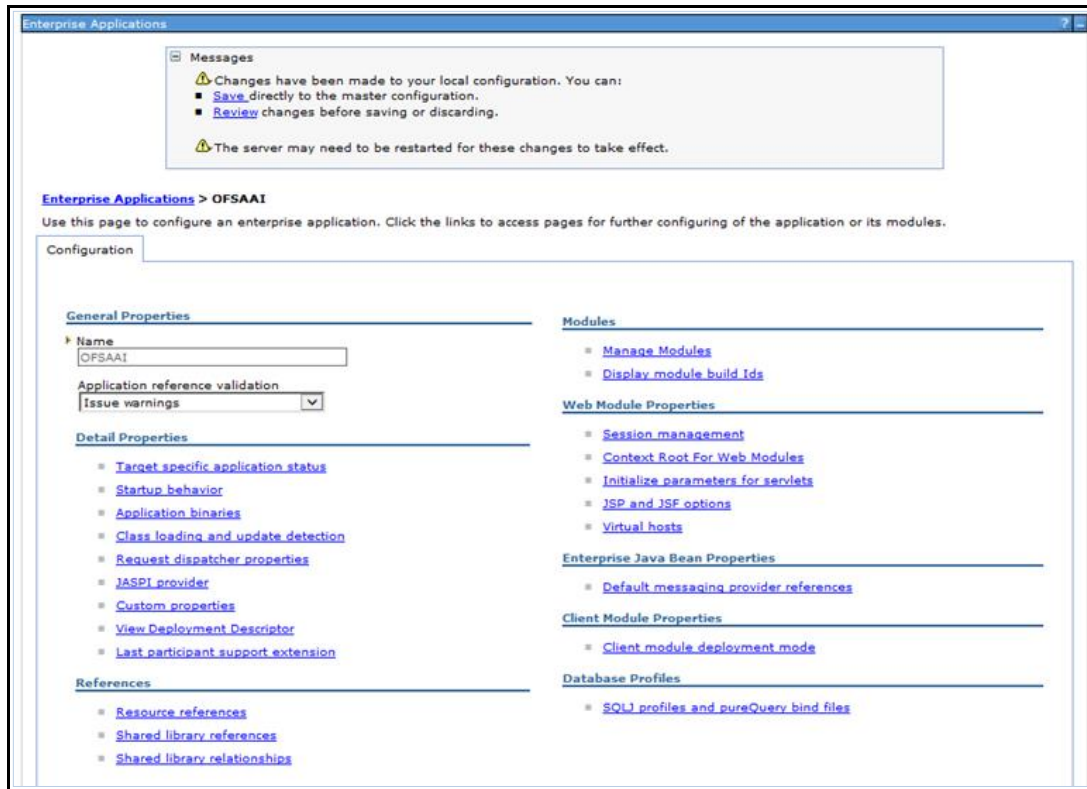 Enterprise Applications
? –
Messages
Changes have been made to your local configuration. You can:
Save directly to the master configuration.
Review changes before saving or discarding.
The server may need to be restarted for these changes to take effect.
Enterprise Applications > OFSAAI
Use this page to configure an enterprise application. Click the links to access pages for further configuring of the application or its modules.
Configuration
General Properties
Name
OFSAAI
Application reference validation
Issue warnings
Detail Properties
Target specific application status
Startup behavior
Application binaries
Class loading and update detection
Request dispatcher properties
JASPI provider
Custom properties
View Deployment Descriptor
Last participant support extension
References
Resource references
Shared library references
Shared library relationships
Modules
Manage Modules
Display module build Ids
Web Module Properties
Session management
Context Root For Web Modules
Initialize parameters for servlets
JSP and JSF options
Virtual hosts
Enterprise Java Bean Properties
Default messaging provider references
Client Module Properties
Client module deployment mode
Database Profiles
SQLJ profiles and pureQuery bind files